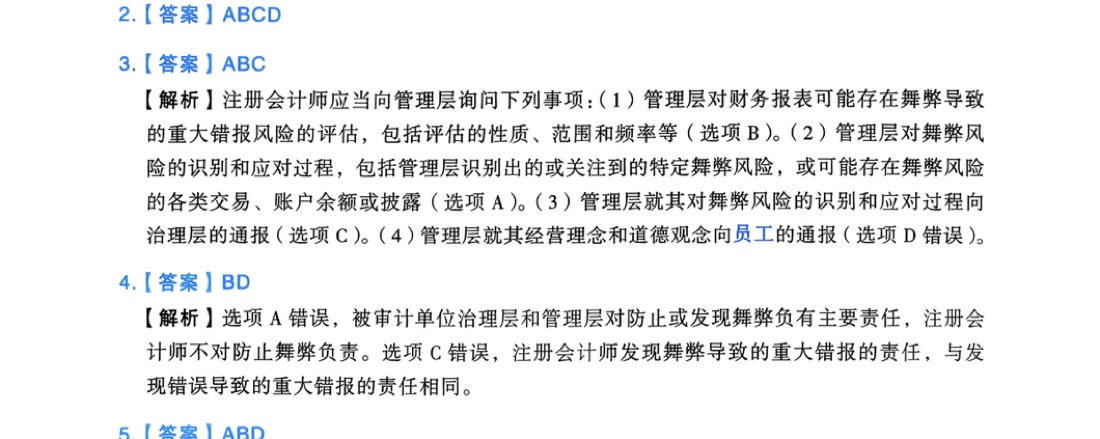 2.【答案】ABCD
3.【答案】ABC
【解析】注册会计师应当向管理层询问下列事项：（1）管理层对财务报表可能存在舞弊导致
的重大错报风险的评估，包括评估的性质、范围和频率等（选项 B）。（2）管理层对舞弊风
险的识别和应对过程，包括管理层识别出的或关注到的特定舞弊风险，或可能存在舞弊风险
的各类交易、账户余额或披露（选项 A）。（3）管理层就其对舞弊风险的识别和应对过程向
治理层的通报（选项 C）。（4）管理层就其经营理念和道德观念向员工的通报（选项 D 错误）。
4.【答案】BD
【解析】选项 A 错误，被审计单位治理层和管理层对防止或发现舞弊负有主要责任，注册会
计师不对防止舞弊负责。选项 C 错误，注册会计师发现舞弊导致的重大错报的责任，与发
现错误导致的重大错报的责任相同。
5.【答案】ABD